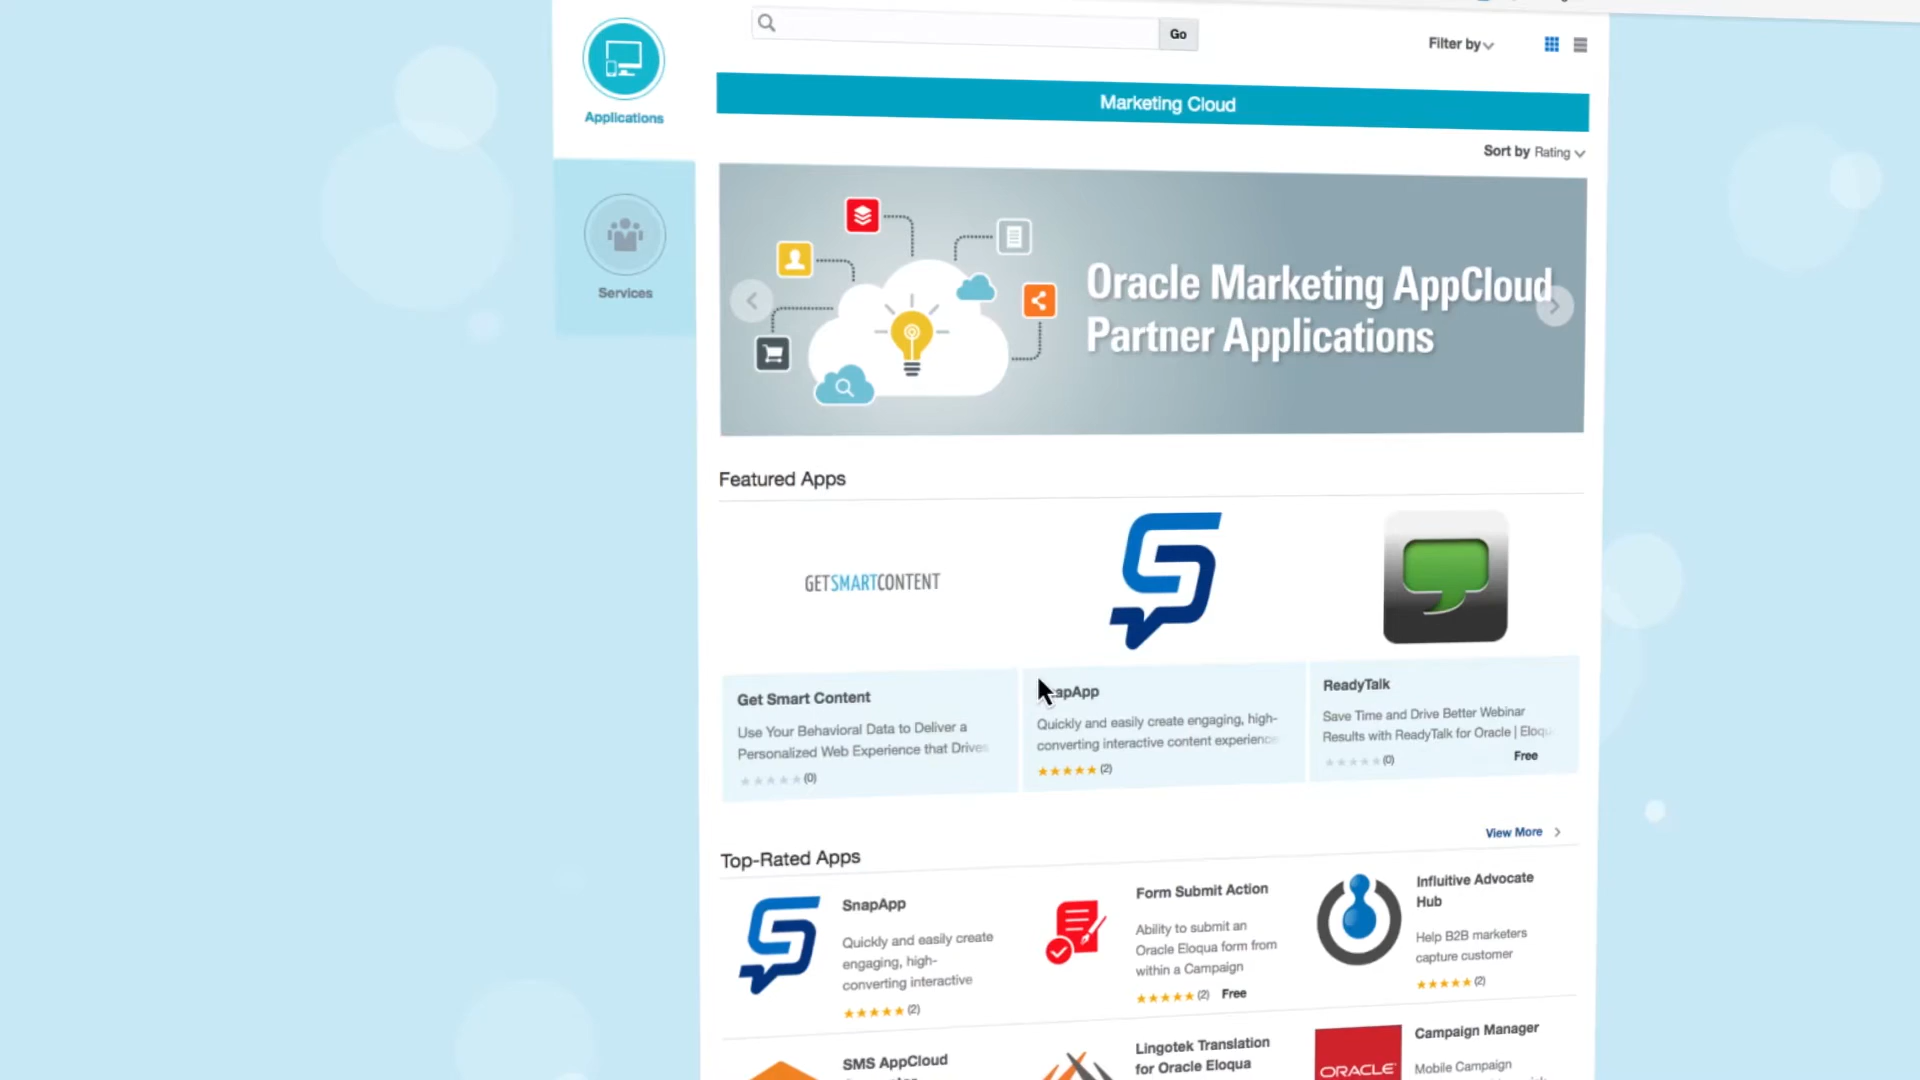 Go
Filter by
Applications
Marketing Cloud
Sort by Rating
Services
Oracle Marketing AppCloud
Partner Applications
Featured Apps
GETSMARTCONTENT
Get Smart Content
Use Your Behavioral Data to Deliver a
Personalized Web Experience that Drives
(0)
apApp
Quickly and easily create engaging, high-
converting interactive content experience
(2)
ReadyTalk
Save Time and Drive Better Webinar
Results with ReadyTalk for Oracle | Eloqu
(0) Free
View More
Top-Rated Apps
SnapApp
Quickly and easily create
engaging, high-
converting interactive
(2)
Form Submit Action
Ability to submit an
Oracle Eloqua form from
within a Campaign
(2) Free
Influitive Advocate
Hub
Help B2B marketers
capture customer
(2)
SMS AppCloud
Lingotek Translation
for Oracle Eloqua
ORACLE
Campaign Manager
Mobile Campaign